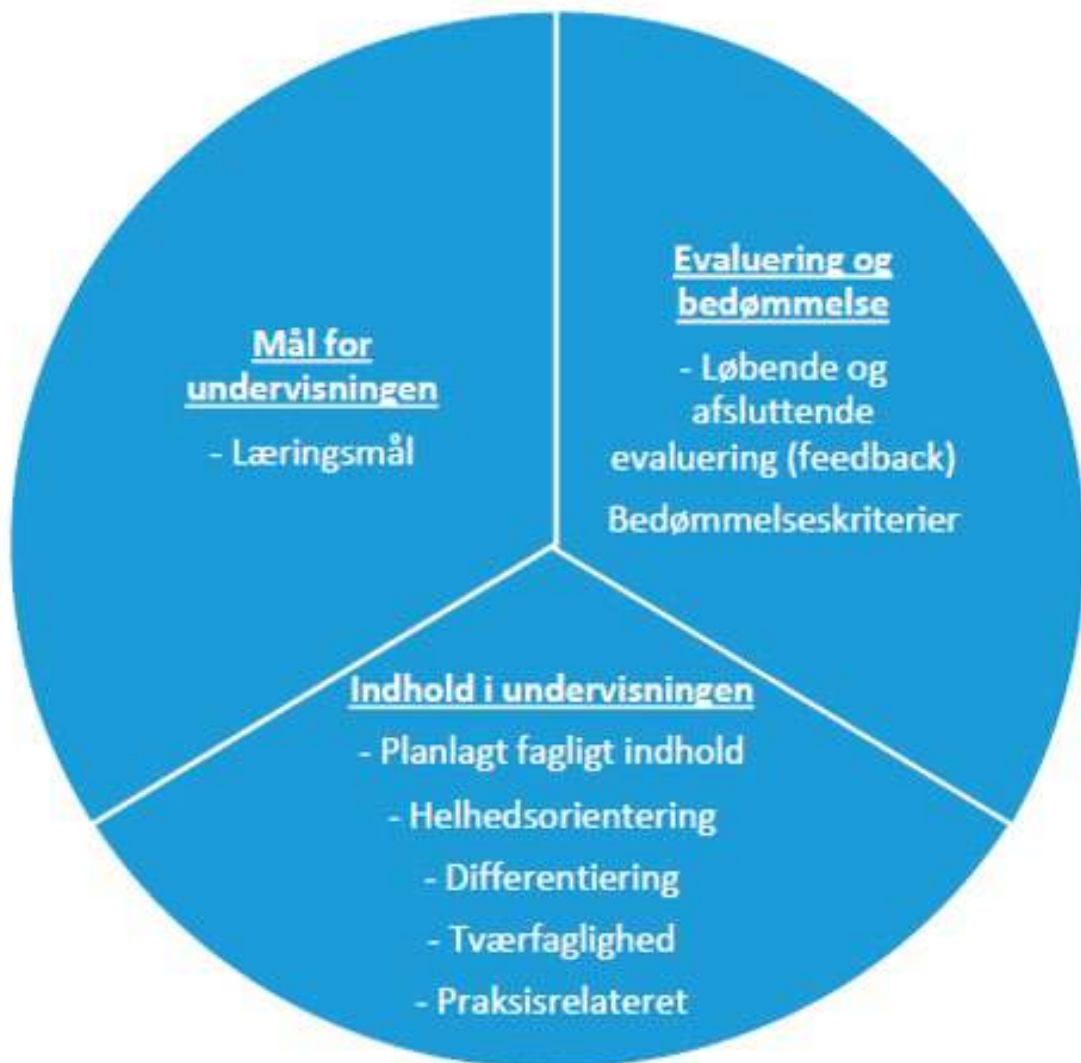 Mål for
undervisningen
- Læringsmål
Evaluering og
bedømmelse
- Løbende og
afsluttende
evaluering (feedback)
Bedømmelseskriterier
Indhold i undervisningen
- Planlagt fagligt indhold
- Helhedsorientering
- Differentiering
- Tværfaglighed
- Praksisrelateret